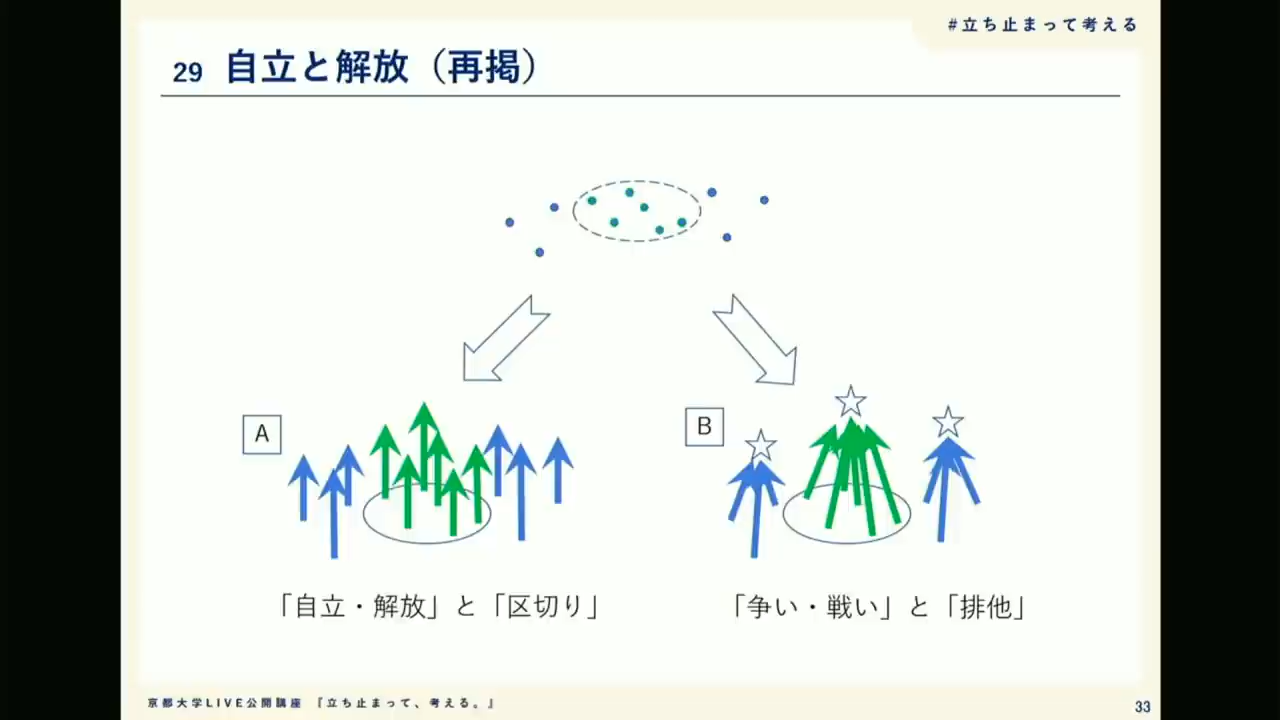 #立ち止まって考える
29 自立と解放（再掲）
A
B
「自立・解放」と「区切り」
「争い・戦い」と「排他」
京都大学LIVE公開講座 『立ち止まって、考える。』
33